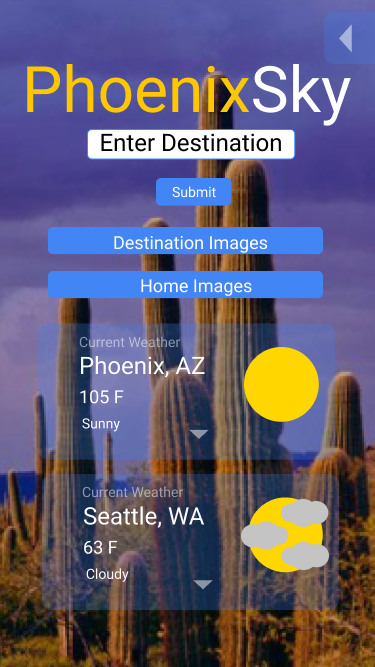 PhoenixSky
Enter Destination
Submit
Destination Images
Home Images
Current Weather
Phoenix, AZ
105 F
Sunny
Current Weather
Seattle, WA
63 F
Cloudy